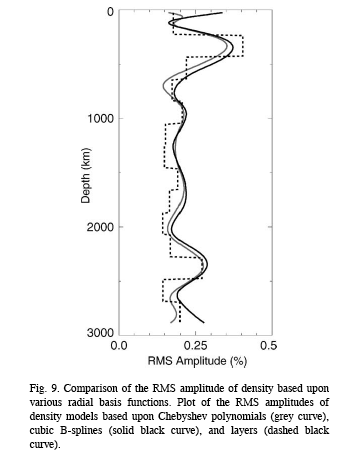 0
1000
2000
3000
Depth (km)
0.0 0.25 0.5
RMS Amplitude (%)
Fig. 9. Comparison of the RMS amplitude of density based upon
various radial basis functions. Plot of the RMS amplitudes of
density models based upon Chebyshev polynomials (grey curve),
cubic B-splines (solid black curve), and layers (dashed black
curve).